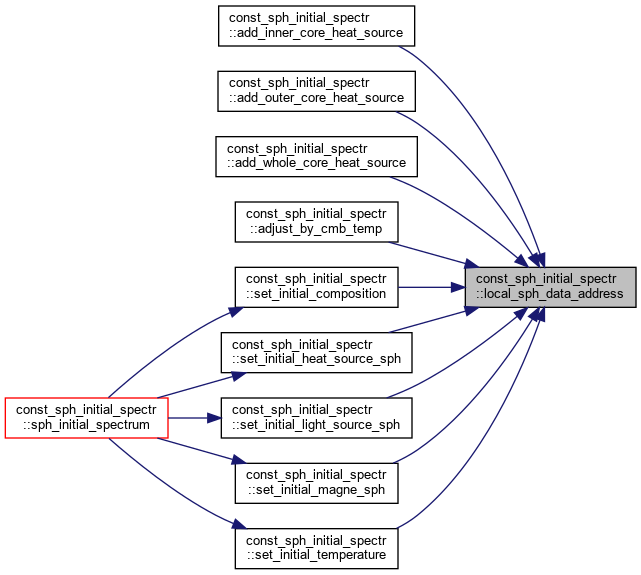 const_sph_initial_spectr
::add_inner_core_heat_source
const_sph_initial_spectr
::add_outer_core_heat_source
const_sph_initial_spectr
::add_whole_core_heat_source
const_sph_initial_spectr
::adjust_by_cmb_temp
const_sph_initial_spectr
::local_sph_data_address
const_sph_initial_spectr
::set_initial_composition
const_sph_initial_spectr
::set_initial_heat_source_sph
const_sph_initial_spectr
::sph_initial_spectrum
const_sph_initial_spectr
::set_initial_light_source_sph
const_sph_initial_spectr
::set_initial_magne_sph
const_sph_initial_spectr
::set_initial_temperature